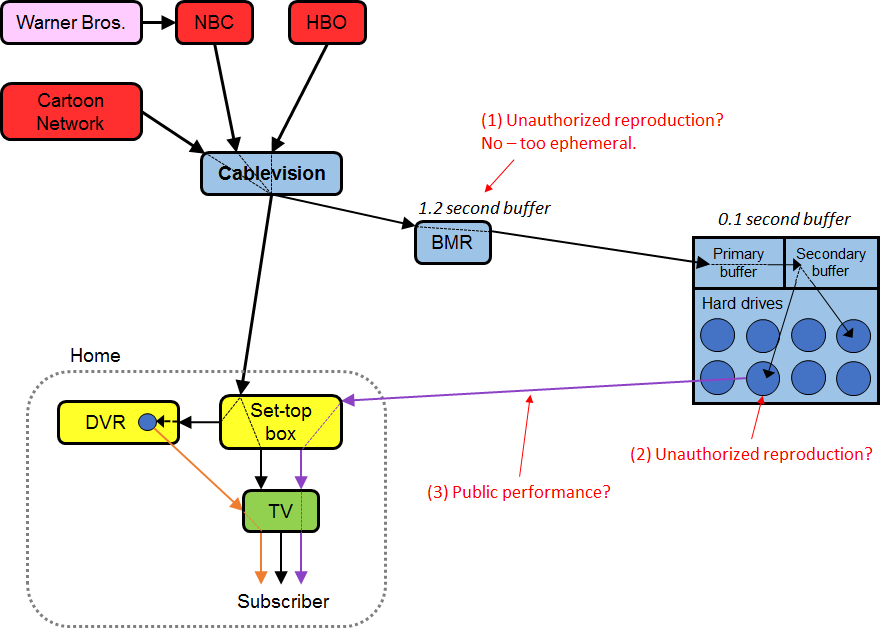 Warner Bros.
NBC
HBO
Cartoon
Network
(1) Unauthorized reproduction?
No – too ephemeral.
Cablevision
1.2 second buffer
0.1 second buffer
BMR
Primary
buffer
Secondary
buffer
Hard drives
Home
DVR
Set-top
box
(2) Unauthorized reproduction?
(3) Public performance?
TV
Subscriber